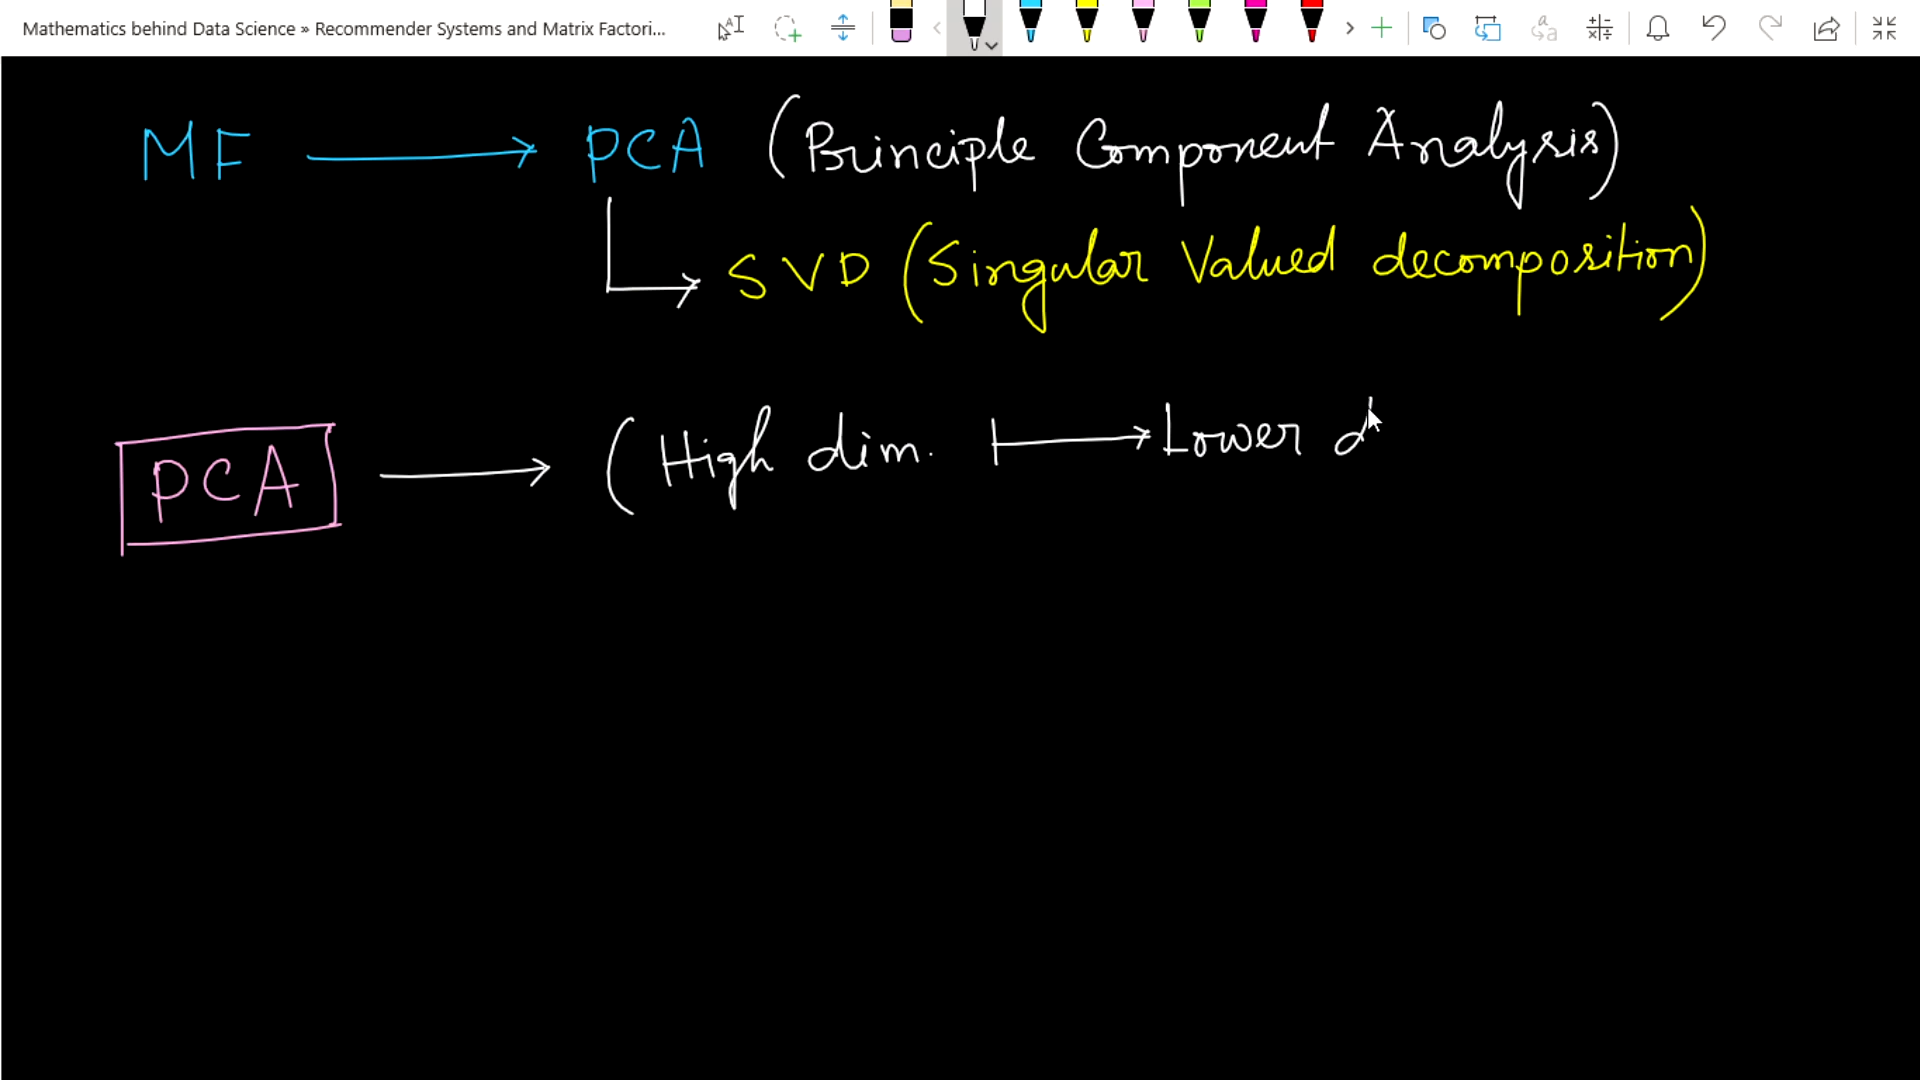 Mathematics behind Data Science » Recommender Systems and Matrix Factori...
MF → PCA (Principle Component Analysis)
SVD (Singular Valued decomposition)
PCA → (High dim. ↦ Lower d